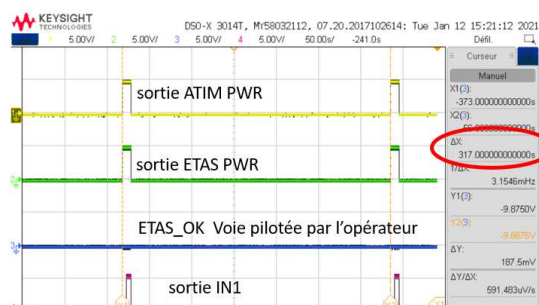 KEYSIGHT
TECHNOLOGIES
DSO-X 3014T, MY58032112, 07.20.2017102614: Tue Jan 12 15:21:12 2021
1 5.00V/ 2 5.00V/ 3 5.00V/ 4 5.00V/ 50.00s/ -241.0s Défil.
Curseur
Manuel
X1(3):
-373.000000000000s
X2(3):
ΔX:
317.000000000000s
1/ΔX:
3.1546mHz
Y1(3):
-9.8750V
Y2(3):
-9.6875V
ΔY:
187.5mV
ΔY/ΔX:
591.483uV/s
sortie ATIM PWR
sortie ETAS PWR
ETAS_OK Voie pilotée par l'opérateur
sortie IN1